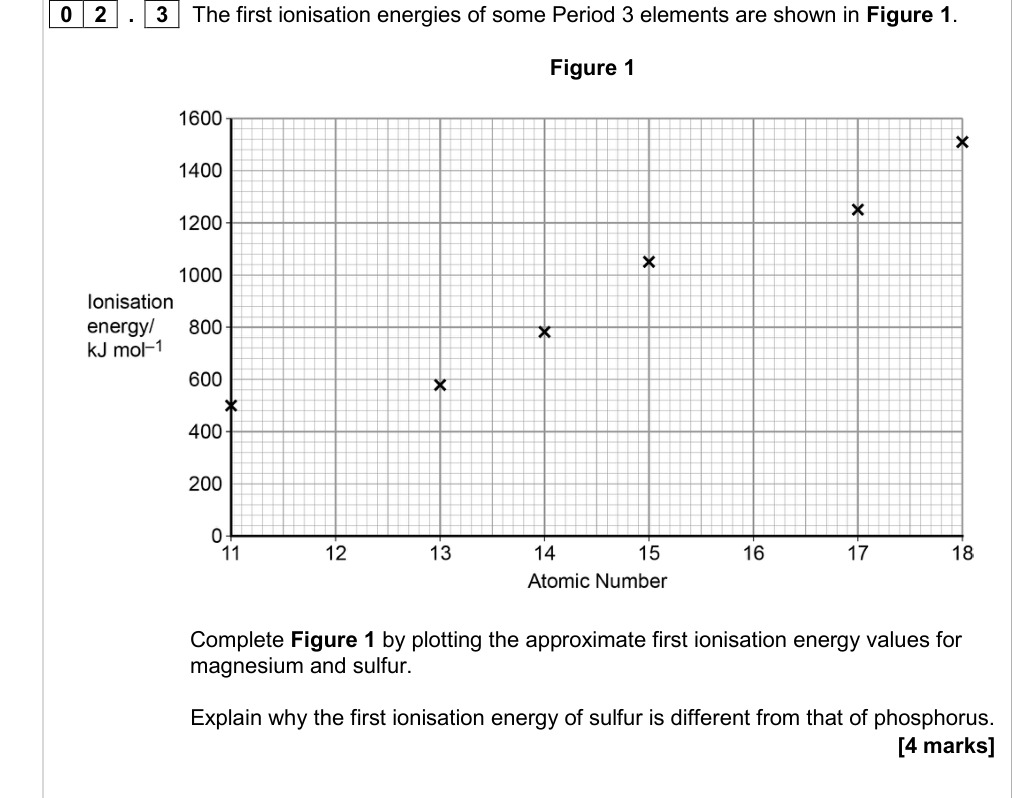 0 2 . 3 The first ionisation energies of some Period 3 elements are shown in Figure 1.
Figure 1
1600
1400
1200
1000
Ionisation
energy/
kJ mol–1
800
600
400
200
0
11 12 13 14 15 16 17 18
Atomic Number
Complete Figure 1 by plotting the approximate first ionisation energy values for
magnesium and sulfur.
Explain why the first ionisation energy of sulfur is different from that of phosphorus.
[4 marks]